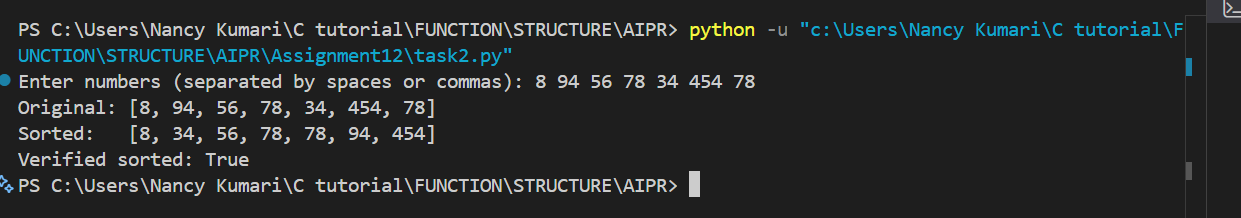 PS C:\Users\Nancy Kumari\C tutorial\FUNCTION\STRUCTURE\AIPR> python -u "c:\Users\Nancy Kumari\C tutorial\F
UNCTION\STRUCTURE\AIPR\Assignment12\task2.py"
Enter numbers (separated by spaces or commas): 8 94 56 78 34 454 78
Original: [8, 94, 56, 78, 34, 454, 78]
Sorted:   [8, 34, 56, 78, 78, 94, 454]
Verified sorted: True
PS C:\Users\Nancy Kumari\C tutorial\FUNCTION\STRUCTURE\AIPR>